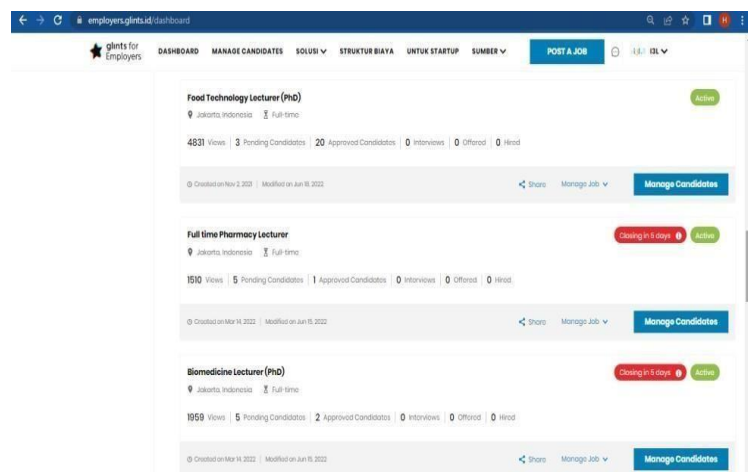 employers.glints.id/dashboard
H
glints for
Employers
DASHBOARD MANAGE CANDIDATES SOLUSI STRUKTUR BIAYA UNTUK STARTUP SUMBER POST A JOB
Food Technology Lecturer (PhD) Active
Jakarta, Indonesia Full-time
4831 Views | 3 Pending Candidates | 20 Approved Candidates | 0 Interviews | 0 Offered | 0 Hired
Created on Nov 2, 2021 | Modified on Jun 18, 2022 Share Manage Job Manage Candidates
Full time Pharmacy Lecturer Closing in 5 days Active
Jakarta, Indonesia Full-time
1510 Views | 5 Pending Candidates | 1 Approved Candidates | 0 Interviews | 0 Offered | 0 Hired
Created on Mar 14, 2022 | Modified on Jun 15, 2022 Share Manage Job Manage Candidates
Biomedicine Lecturer (PhD) Closing in 5 days Active
Jakarta, Indonesia Full-time
1959 Views | 5 Pending Candidates | 2 Approved Candidates | 0 Interviews | 0 Offered | 0 Hired
Created on Mar 14, 2022 | Modified on Jun 15, 2022 Share Manage Job Manage Candidates